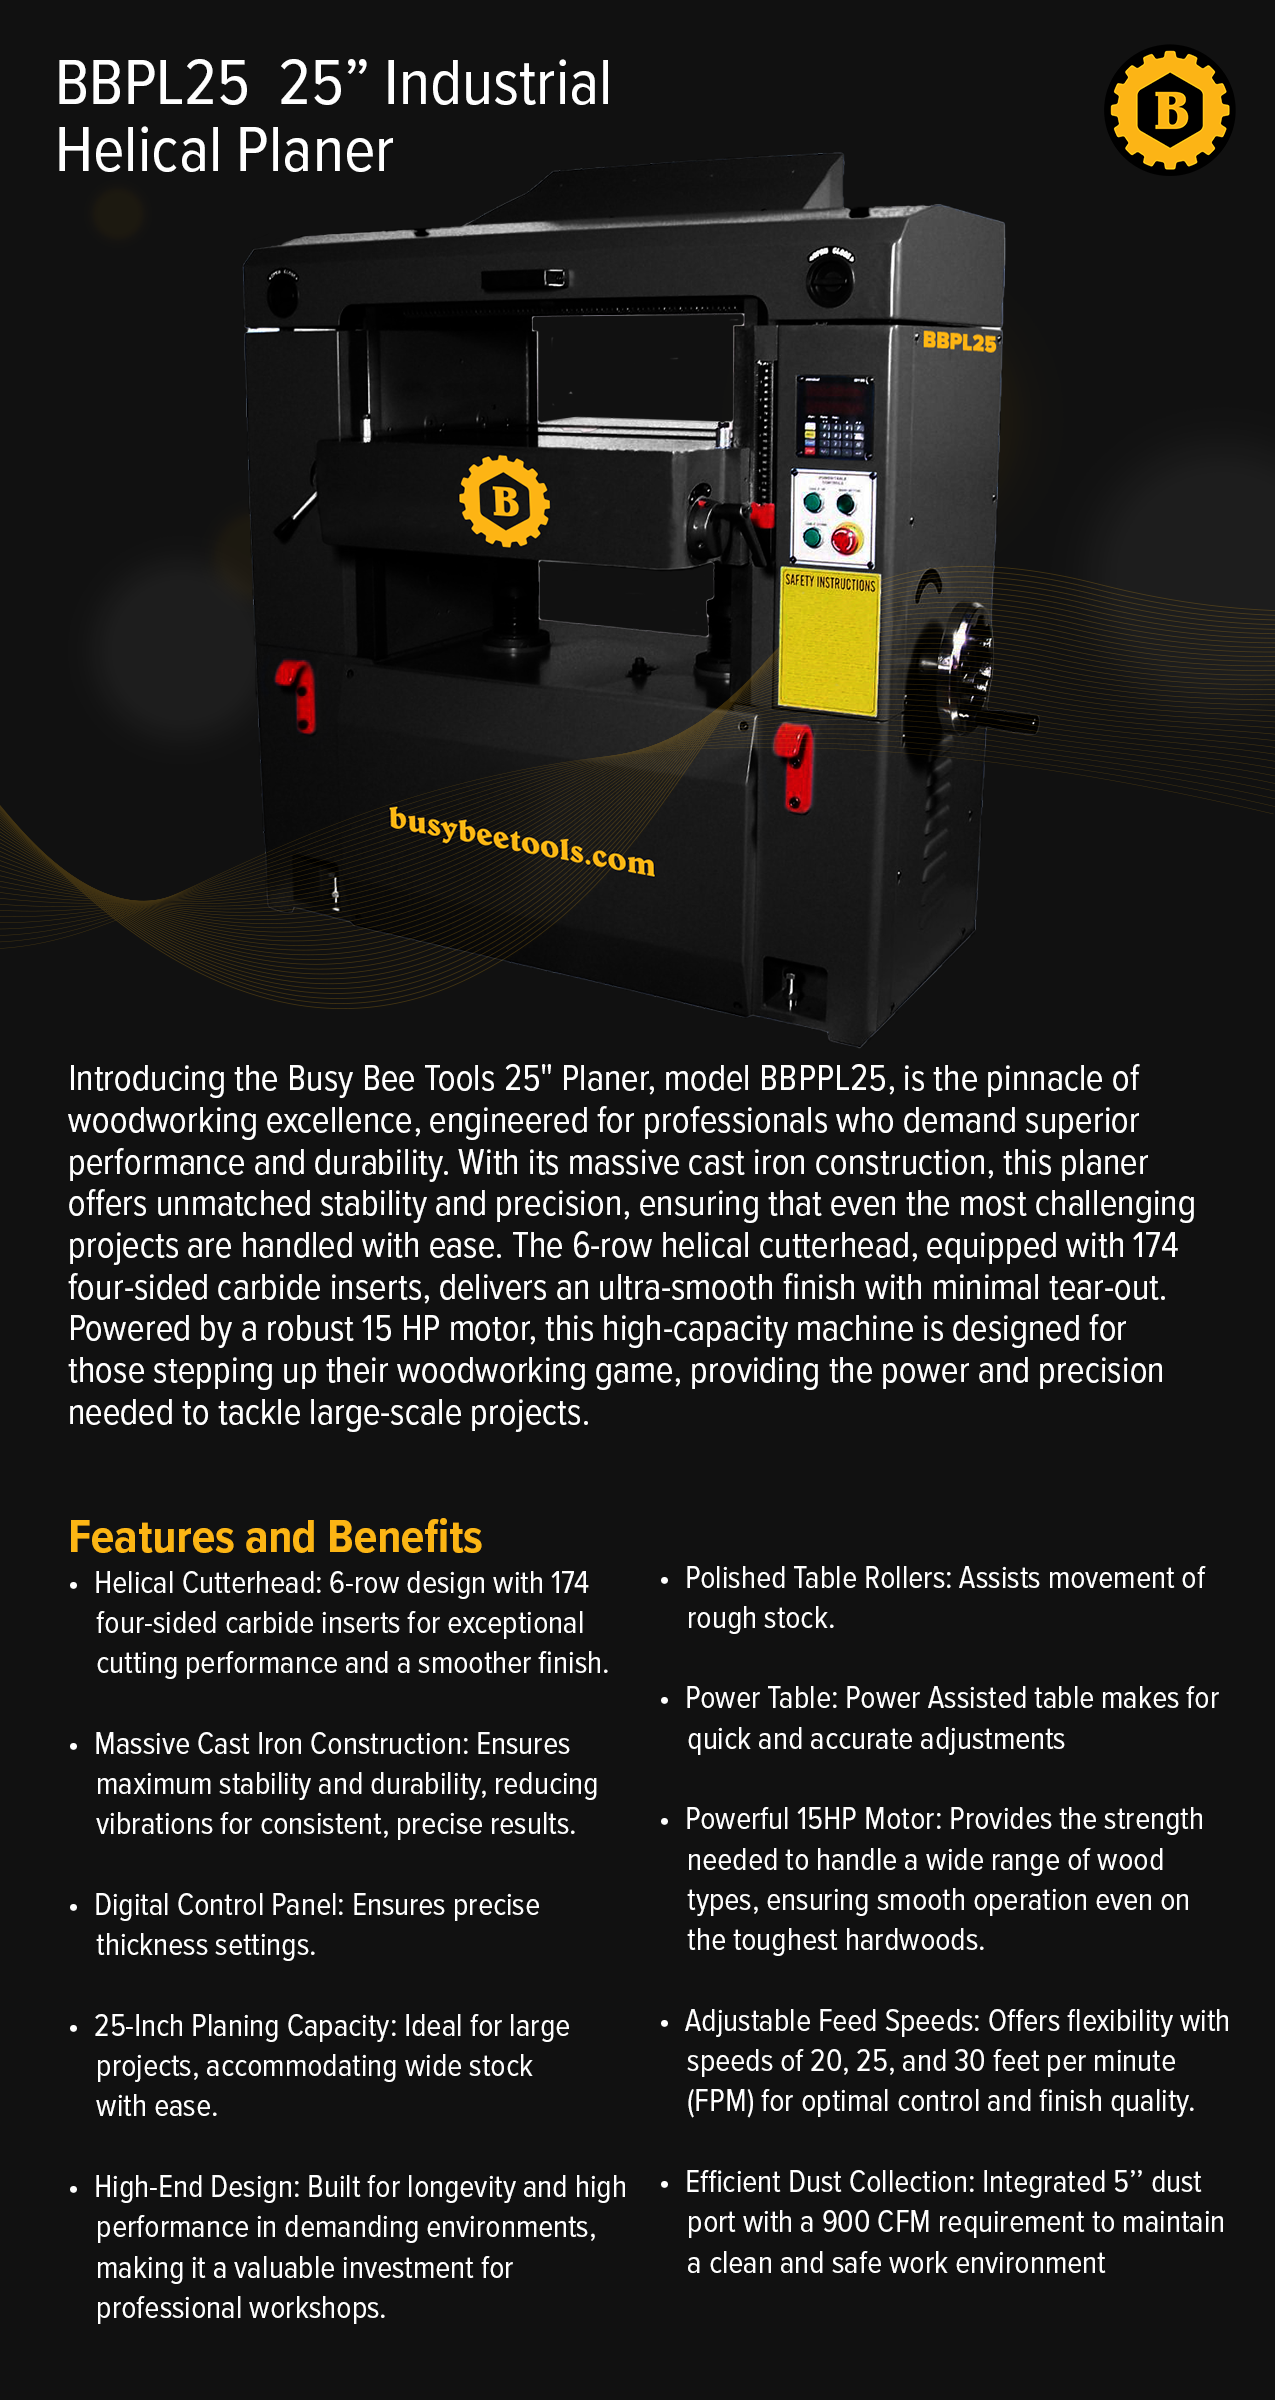 BBPL25  25” Industrial
Helical Planer
B
BBPL25
B
SAFETY INSTRUCTIONS
busybeetools.com
Introducing the Busy Bee Tools 25" Planer, model BBPPL25, is the pinnacle of
woodworking excellence, engineered for professionals who demand superior
performance and durability. With its massive cast iron construction, this planer
offers unmatched stability and precision, ensuring that even the most challenging
projects are handled with ease. The 6-row helical cutterhead, equipped with 174
four-sided carbide inserts, delivers an ultra-smooth finish with minimal tear-out.
Powered by a robust 15 HP motor, this high-capacity machine is designed for
those stepping up their woodworking game, providing the power and precision
needed to tackle large-scale projects.
Features and Benefits
• Helical Cutterhead: 6-row design with 174
four-sided carbide inserts for exceptional
cutting performance and a smoother finish.
• Massive Cast Iron Construction: Ensures
maximum stability and durability, reducing
vibrations for consistent, precise results.
• Digital Control Panel: Ensures precise
thickness settings.
• 25-Inch Planing Capacity: Ideal for large
projects, accommodating wide stock
with ease.
• High-End Design: Built for longevity and high
performance in demanding environments,
making it a valuable investment for
professional workshops.
• Polished Table Rollers: Assists movement of
rough stock.
• Power Table: Power Assisted table makes for
quick and accurate adjustments
• Powerful 15HP Motor: Provides the strength
needed to handle a wide range of wood
types, ensuring smooth operation even on
the toughest hardwoods.
• Adjustable Feed Speeds: Offers flexibility with
speeds of 20, 25, and 30 feet per minute
(FPM) for optimal control and finish quality.
• Efficient Dust Collection: Integrated 5’’ dust
port with a 900 CFM requirement to maintain
a clean and safe work environment